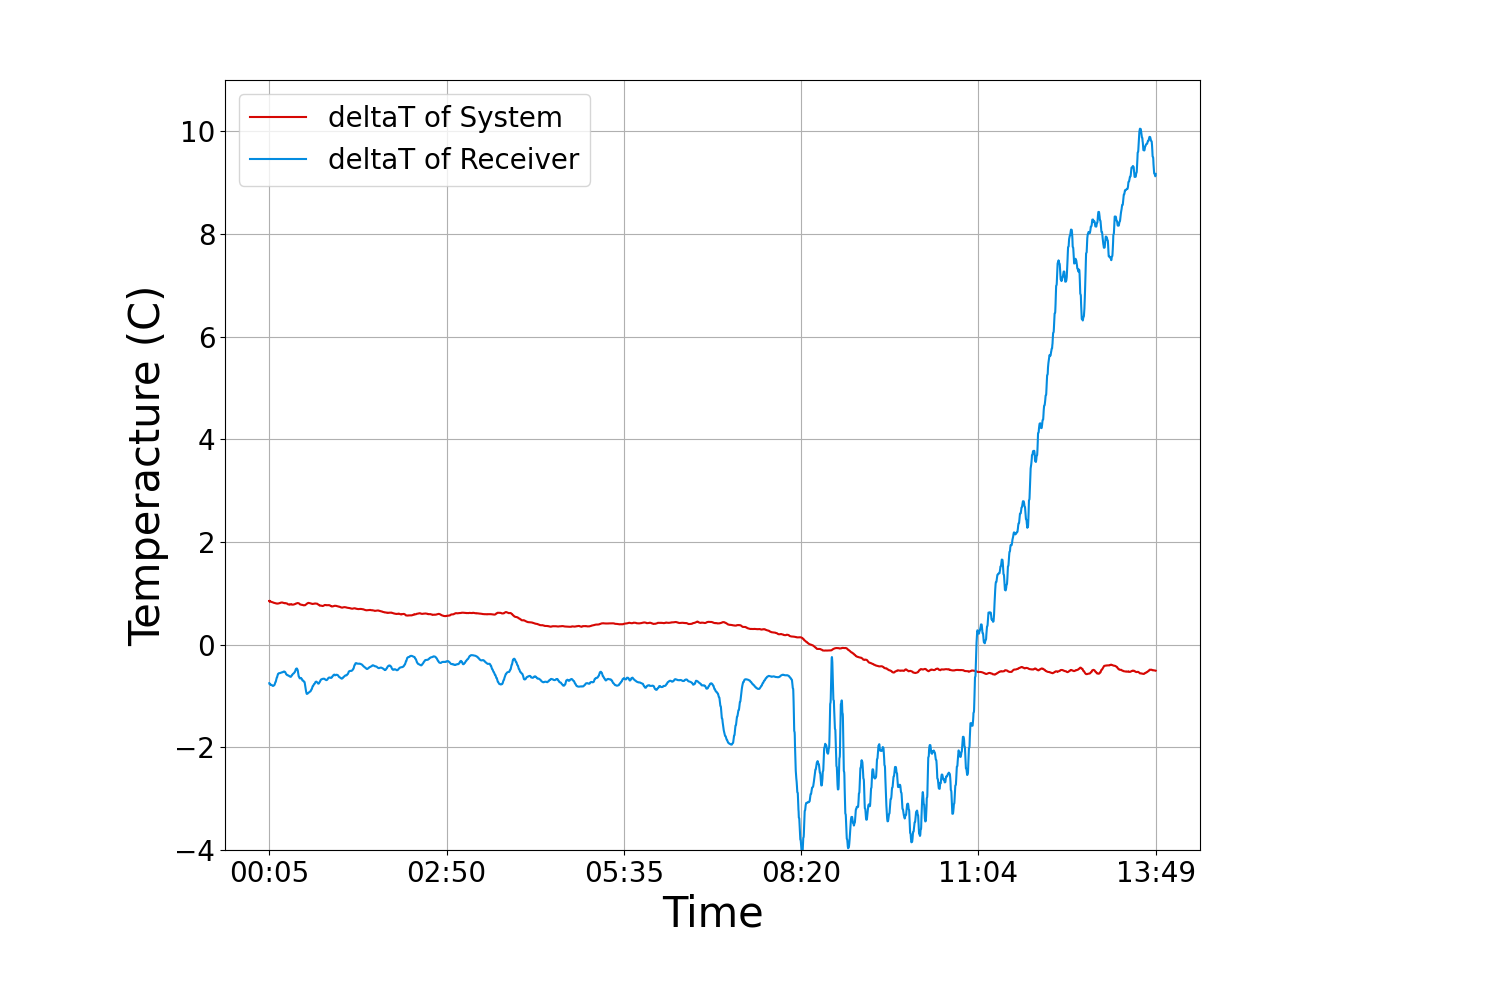 deltaT of System
deltaT of Receiver
Temperacture (C)
10
8
6
4
2
0
−2
−4
00:05 02:50 05:35 08:20 11:04 13:49
Time